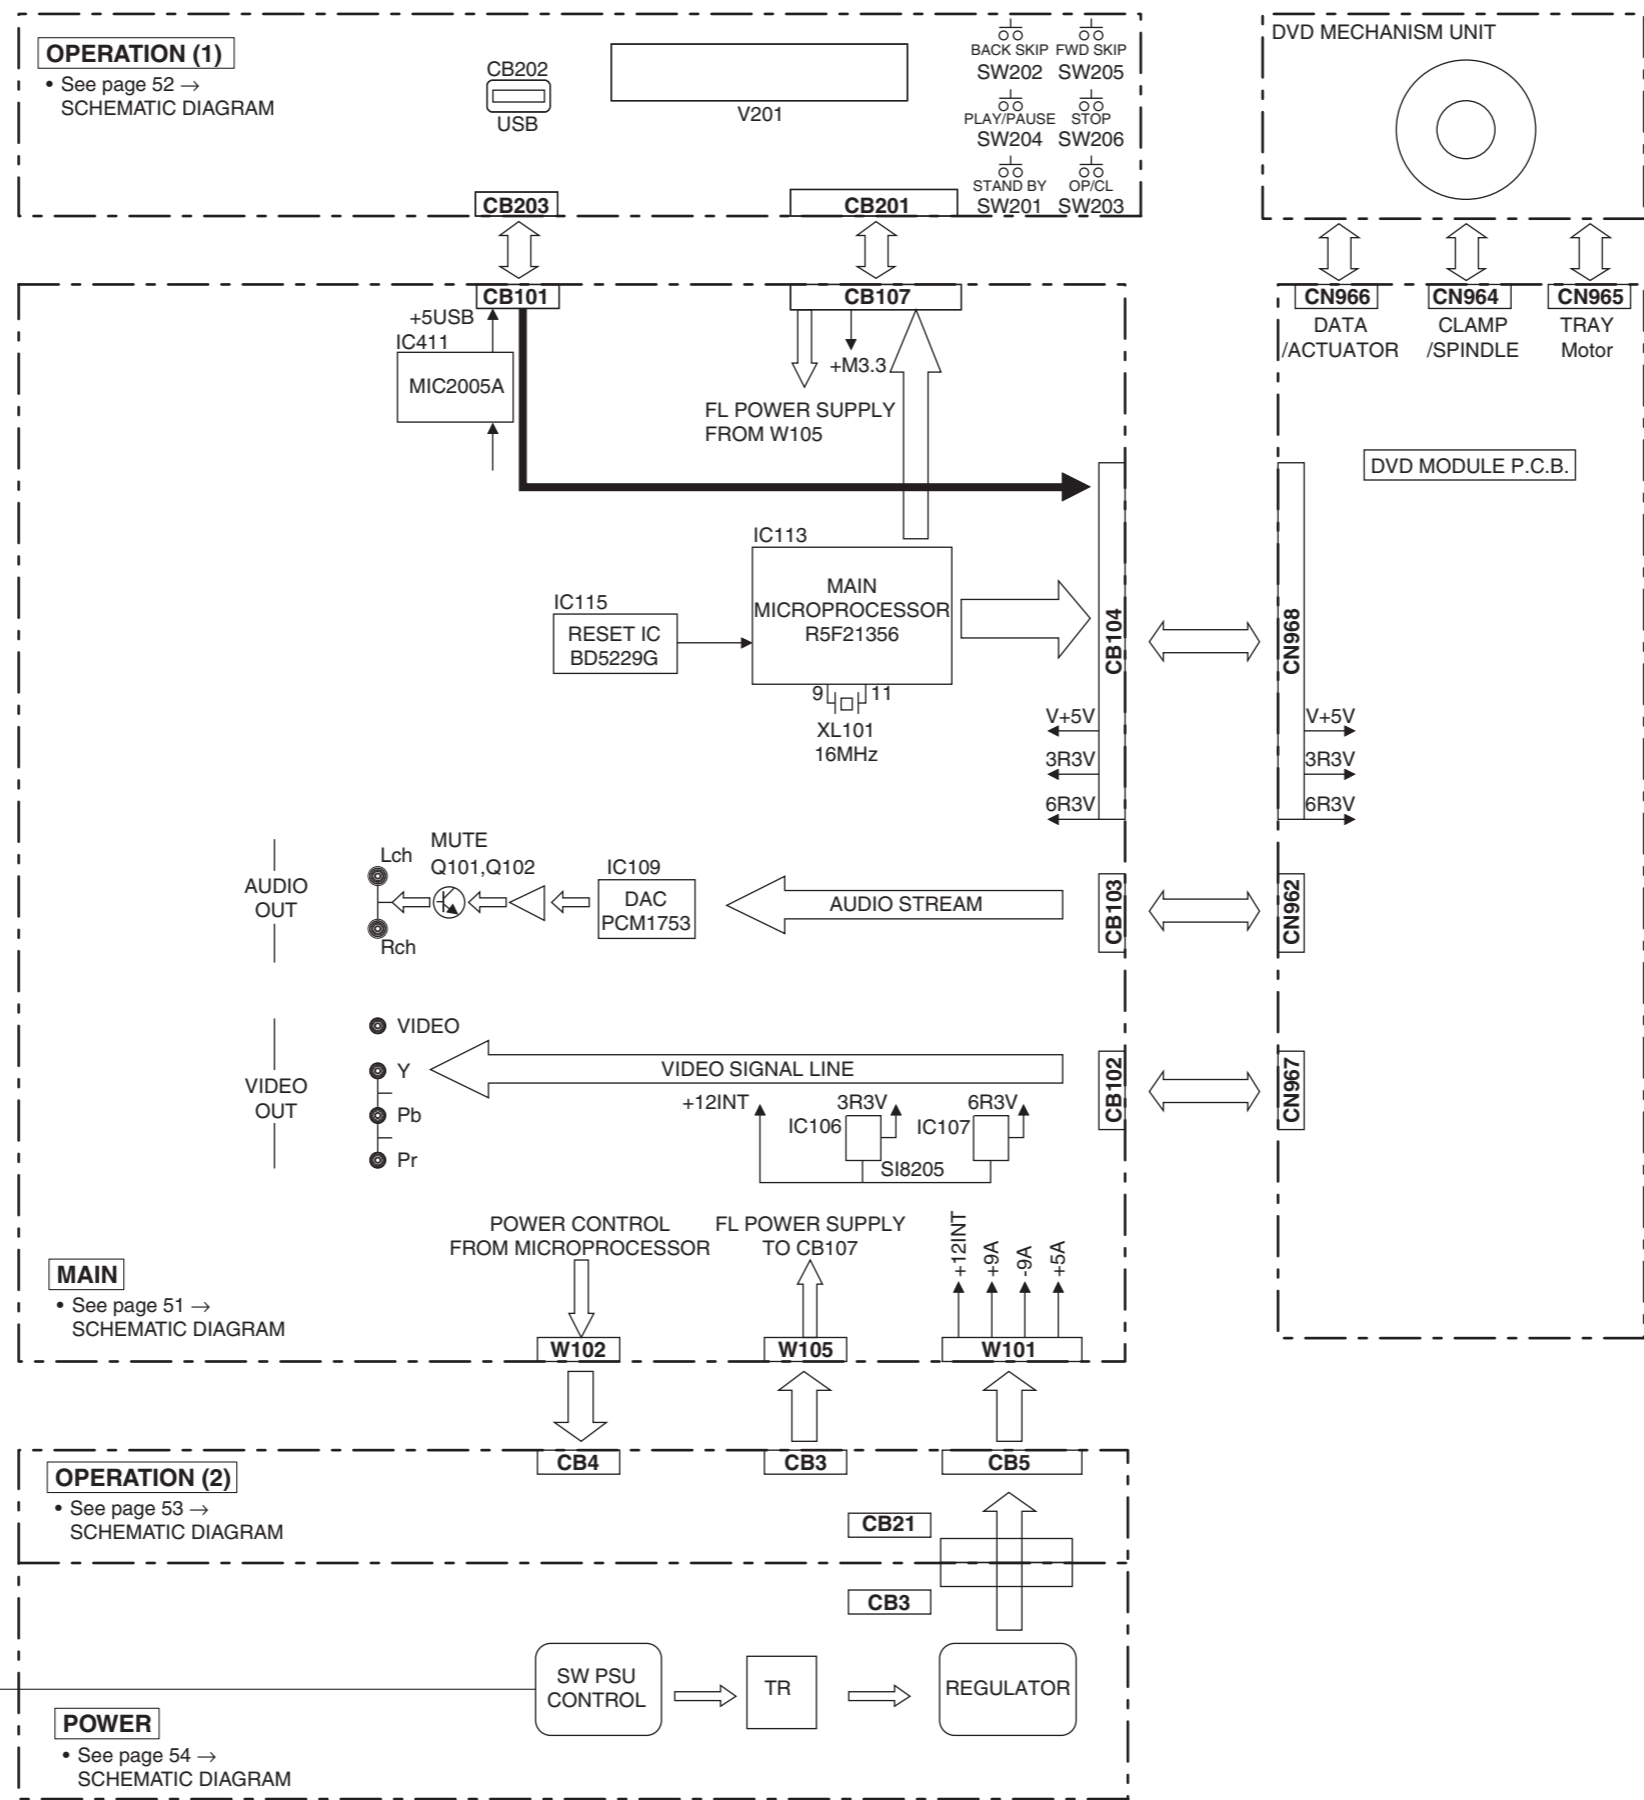 OPERATION (1)
• See page 52 →
SCHEMATIC DIAGRAM
CB202
USB
V201
BACK SKIP
SW202
FWD SKIP
SW205
PLAY/PAUSE
SW204
STOP
SW206
STAND BY
SW201
OP/CL
SW203
CB203
CB201
DVD MECHANISM UNIT
CB101
CB107
CN966
CN964
CN965
DATA
/ACTUATOR
CLAMP
/SPINDLE
TRAY
Motor
+5USB
IC411
MIC2005A
+M3.3
FL POWER SUPPLY
FROM W105
DVD MODULE P.C.B.
IC113
MAIN
MICROPROCESSOR
R5F21356
IC115
RESET IC
BD5229G
9
11
XL101
16MHz
CB104
CN968
V+5V
3R3V
6R3V
V+5V
3R3V
6R3V
AUDIO
OUT
Lch
Rch
MUTE
Q101,Q102
IC109
DAC
PCM1753
AUDIO STREAM
CB103
CN962
VIDEO
OUT
VIDEO
Y
Pb
Pr
VIDEO SIGNAL LINE
CB102
CN967
+12INT
3R3V
IC106
6R3V
IC107
SI8205
POWER CONTROL
FROM MICROPROCESSOR
FL POWER SUPPLY
TO CB107
+12INT
+9A
-9A
+5A
MAIN
• See page 51 →
SCHEMATIC DIAGRAM
W102
W105
W101
CB4
CB3
CB5
OPERATION (2)
• See page 53 →
SCHEMATIC DIAGRAM
CB21
CB3
SW PSU
CONTROL
TR
REGULATOR
POWER
• See page 54 →
SCHEMATIC DIAGRAM